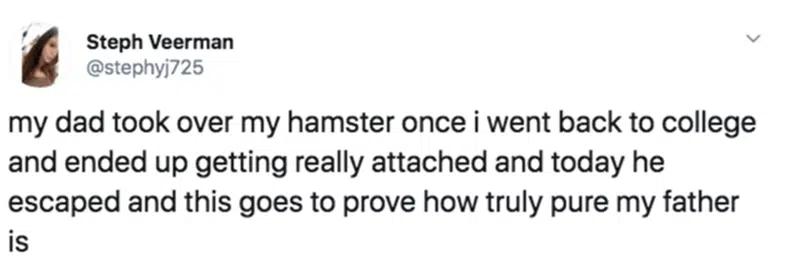 Steph Veerman
@stephyj725
my dad took over my hamster once i went back to college
and ended up getting really attached and today he
escaped and this goes to prove how truly pure my father
is